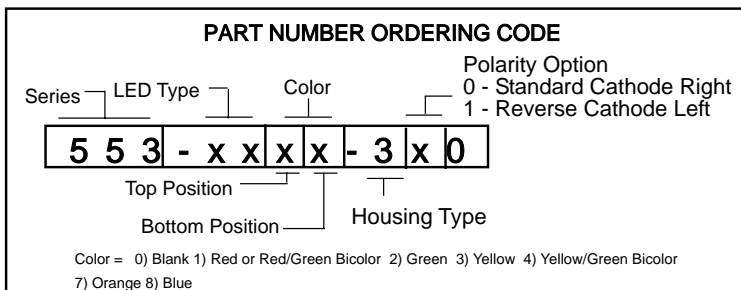 PART NUMBER ORDERING CODE
Polarity Option
0 - Standard Cathode Right
1 - Reverse Cathode Left
Series LED Type Color
5 5 3 - x x x x - 3 x 0
Top Position
Bottom Position Housing Type
Color = 0) Blank 1) Red or Red/Green Bicolor 2) Green 3) Yellow 4) Yellow/Green Bicolor
7) Orange 8) Blue